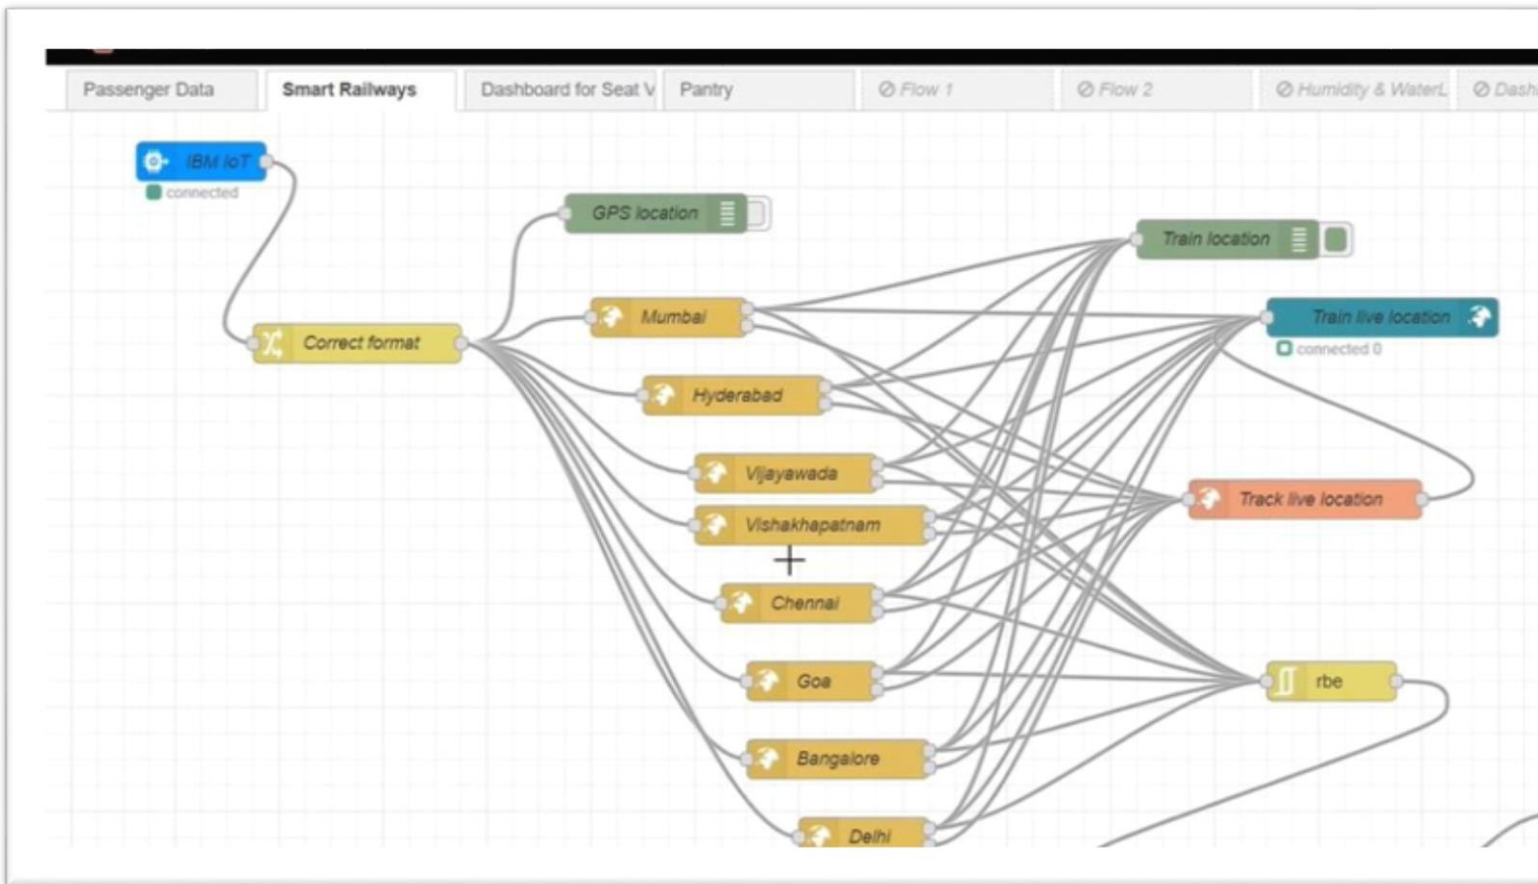 Passenger Data
Smart Railways
Dashboard for Seat V
Pantry
Flow 1
Flow 2
Humidity & WaterL
Dash
IBM IoT
connected
GPS location
Train location
Mumbai
Train live location
connected 0
Correct format
Hyderabad
Vijayawada
Track live location
Vishakhapatnam
Chennai
Goa
rbe
Bangalore
Delhi